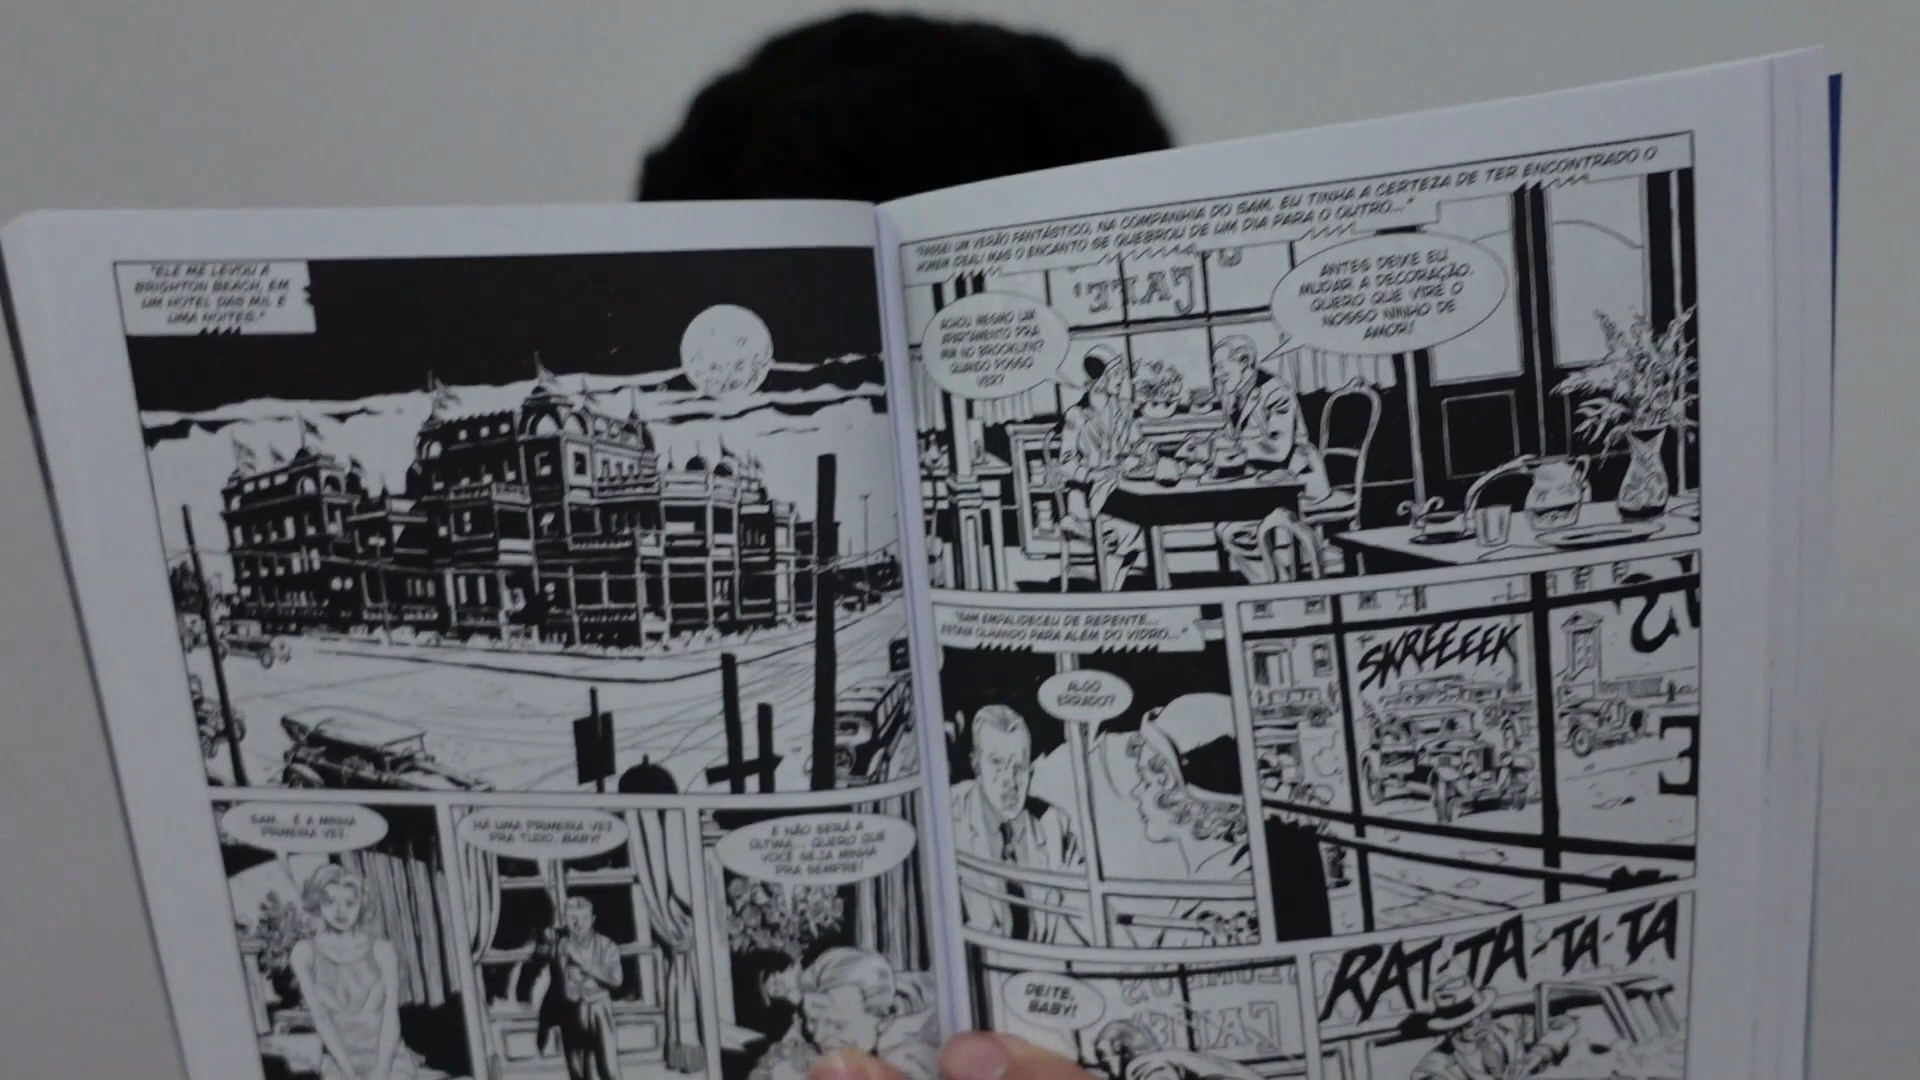 "ELE ME LEVOU A
BRIGHTON BEACH, EM
UM HOTEL DAS MIL E
UMA NOITES."
SAM... É A MINHA
PRIMEIRA VEZ.
HÁ UMA PRIMEIRA VEZ
PRA TUDO, BABY!
E NÃO SERÁ A
ÚLTIMA... QUERO QUE
VOCÊ SEJA MINHA
PRA SEMPRE!
"PASSEI UM VERÃO FANTÁSTICO, NA COMPANHIA DO SAM. EU TINHA A CERTEZA DE TER ENCONTRADO O
HOMEM IDEAL! MAS O ENCANTO SE QUEBROU DE UM DIA PARA O OUTRO..."
CAFE
ACHOU MESMO UM
APARTAMENTO PRA
MIM NO BROOKLYN?
QUANDO POSSO
VER?
ANTES DEIXE EU
MUDAR A DECORAÇÃO.
QUERO QUE VIRE O
NOSSO NINHO DE
AMOR!
"SAM EMPALIDECEU DE REPENTE...
ESTAVA OLHANDO PARA ALÉM DO VIDRO..."
ALGO
ERRADO?
SKREEEEK
DEITE,
BABY!
RAT-TA-TA-TA